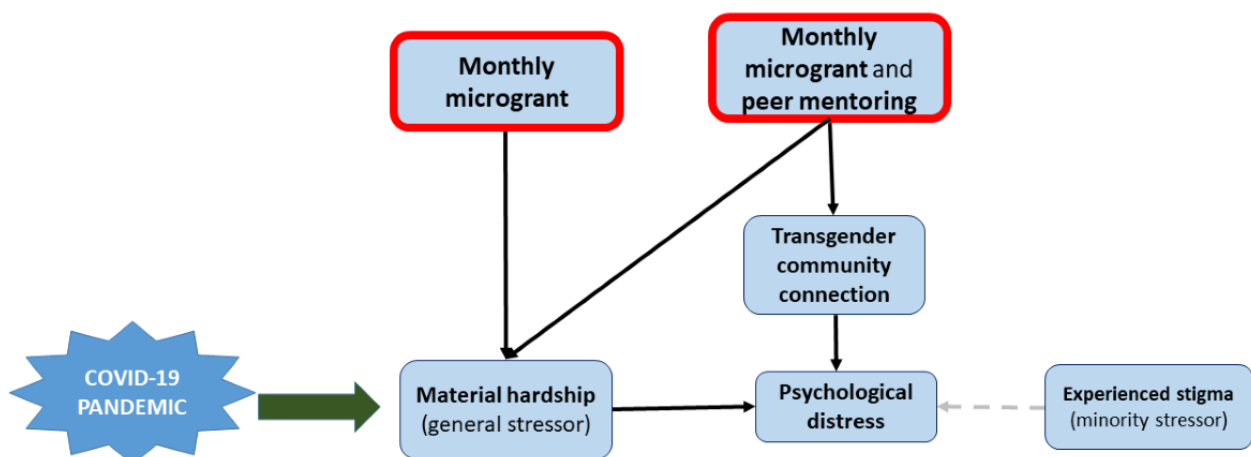 Monthly
microgrant
Monthly
microgrant and
peer mentoring
Transgender
community
connection
COVID-19
PANDEMIC
Material hardship
(general stressor)
Psychological
distress
Experienced stigma
(minority stressor)